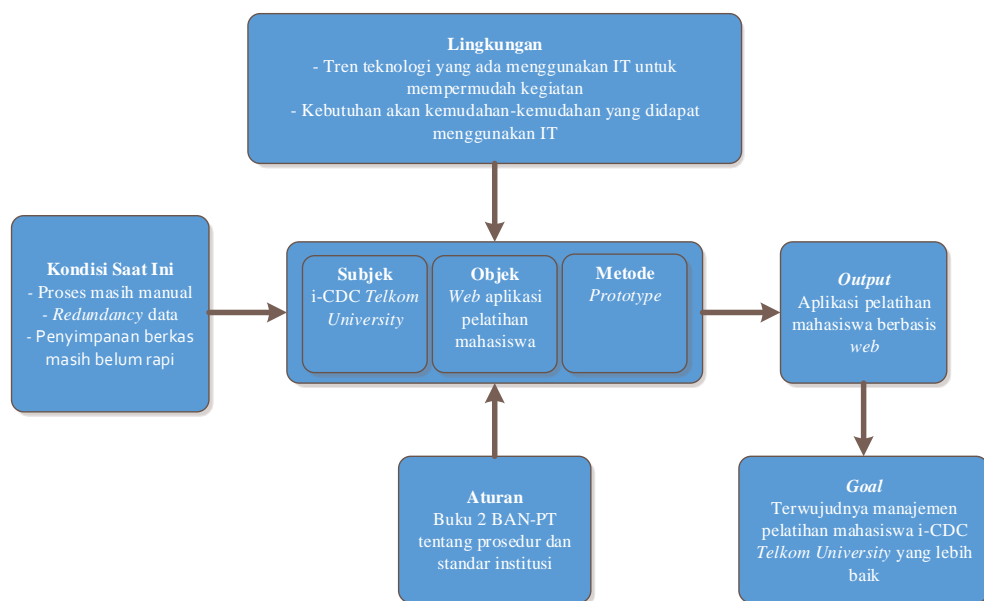 Lingkungan
- Tren teknologi yang ada menggunakan IT untuk
mempermudah kegiatan
- Kebutuhan akan kemudahan-kemudahan yang didapat
menggunakan IT
Kondisi Saat Ini
- Proses masih manual
- Redundancy data
- Penyimpanan berkas
masih belum rapi
Subjek
i-CDC Telkom
University
Objek
Web aplikasi
pelatihan
mahasiswa
Metode
Prototype
Output
Aplikasi pelatihan
mahasiswa berbasis
web
Aturan
Buku 2 BAN-PT
tentang prosedur dan
standar institusi
Goal
Terwujudnya manajemen
pelatihan mahasiswa i-CDC
Telkom University yang lebih
baik